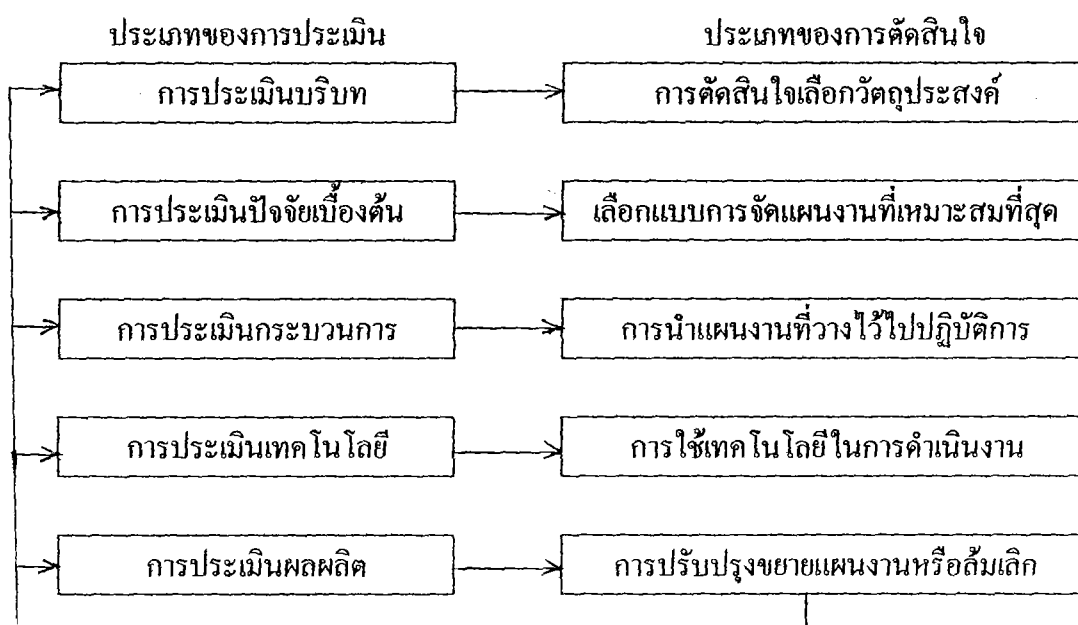 ประเภทของการประเมิน ประเภทของการตัดสินใจ
การประเมินบริบท การตัดสินใจเลือกวัตถุประสงค์
การประเมินปัจจัยเบื้องต้น เลือกแบบการจัดแผนงานที่เหมาะสมที่สุด
การประเมินกระบวนการ การนำแผนงานที่วางไว้ไปปฏิบัติการ
การประเมินเทคโนโลยี การใช้เทคโนโลยีในการดำเนินงาน
การประเมินผลผลิต การปรับปรุงขยายแผนงานหรือล้มเลิก